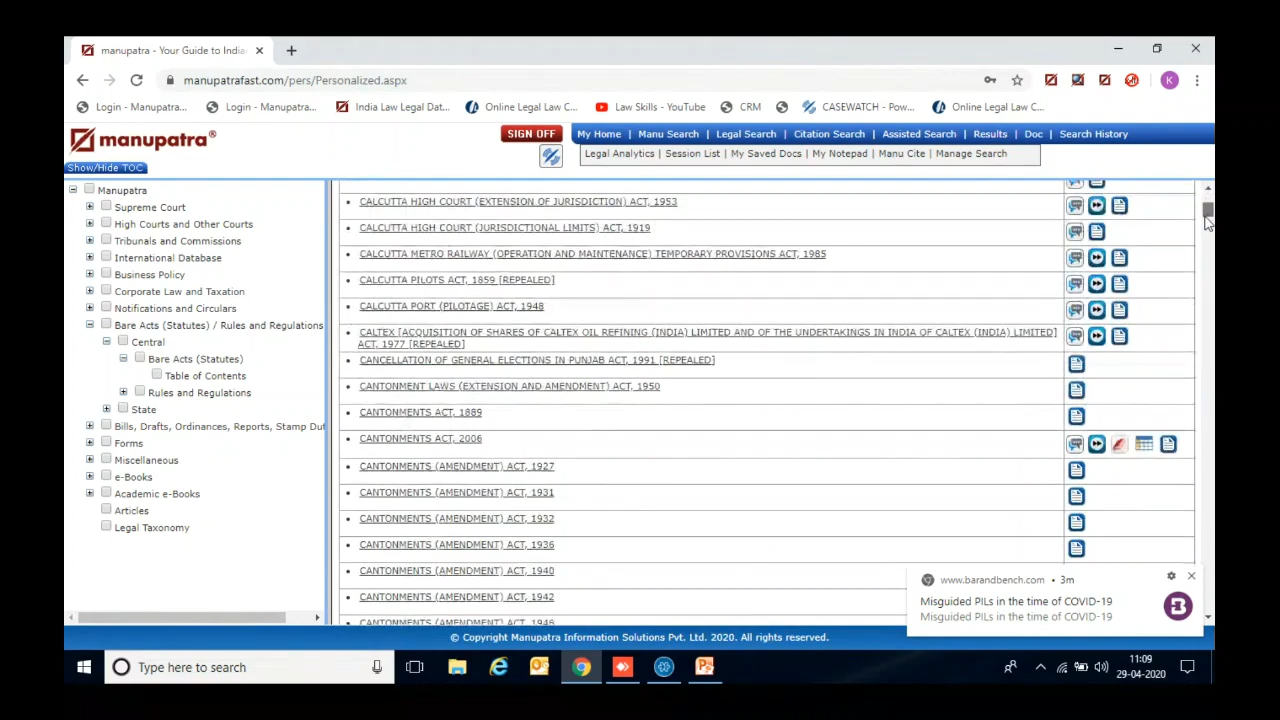 manupatra - Your Guide to India
manupatrafast.com/pers/Personalized.aspx
K
Login - Manupatra...
Login - Manupatra...
India Law Legal Dat...
Online Legal Law C...
Law Skills - YouTube
CRM
CASEWATCH - Pow...
Online Legal Law C...
manupatra®
SIGN OFF
My Home | Manu Search | Legal Search | Citation Search | Assisted Search | Results | Doc | Search History
Legal Analytics | Session List | My Saved Docs | My Notepad | Manu Cite | Manage Search
Show/Hide TOC
Manupatra
Supreme Court
High Courts and Other Courts
Tribunals and Commissions
International Database
Business Policy
Corporate Law and Taxation
Notifications and Circulars
Bare Acts (Statutes) / Rules and Regulations
Central
Bare Acts (Statutes)
Table of Contents
Rules and Regulations
State
Bills, Drafts, Ordinances, Reports, Stamp Dut
Forms
Miscellaneous
e-Books
Academic e-Books
Articles
Legal Taxonomy
CALCUTTA HIGH COURT (EXTENSION OF JURISDICTION) ACT, 1953
CALCUTTA HIGH COURT (JURISDICTIONAL LIMITS) ACT, 1919
CALCUTTA METRO RAILWAY (OPERATION AND MAINTENANCE) TEMPORARY PROVISIONS ACT, 1985
CALCUTTA PILOTS ACT, 1859 [REPEALED]
CALCUTTA PORT (PILOTAGE) ACT, 1948
CALTEX [ACQUISITION OF SHARES OF CALTEX OIL REFINING (INDIA) LIMITED AND OF THE UNDERTAKINGS IN INDIA OF CALTEX (INDIA) LIMITED]
ACT, 1977 [REPEALED]
CANCELLATION OF GENERAL ELECTIONS IN PUNJAB ACT, 1991 [REPEALED]
CANTONMENT LAWS (EXTENSION AND AMENDMENT) ACT, 1950
CANTONMENTS ACT, 1889
CANTONMENTS ACT, 2006
CANTONMENTS (AMENDMENT) ACT, 1927
CANTONMENTS (AMENDMENT) ACT, 1931
CANTONMENTS (AMENDMENT) ACT, 1932
CANTONMENTS (AMENDMENT) ACT, 1936
CANTONMENTS (AMENDMENT) ACT, 1940
CANTONMENTS (AMENDMENT) ACT, 1942
CANTONMENTS (AMENDMENT) ACT, 1946
www.barandbench.com • 3m
Misguided PILs in the time of COVID-19
Misguided PILs in the time of COVID-19
© Copyright Manupatra Information Solutions Pvt. Ltd. 2020. All rights reserved.
Type here to search
11:09
29-04-2020